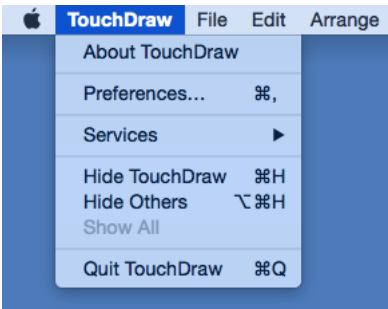 TouchDraw File Edit Arrange
About TouchDraw
Preferences... ⌘,
Services ▶
Hide TouchDraw ⌘H
Hide Others ⌥⌘H
Show All
Quit TouchDraw ⌘Q